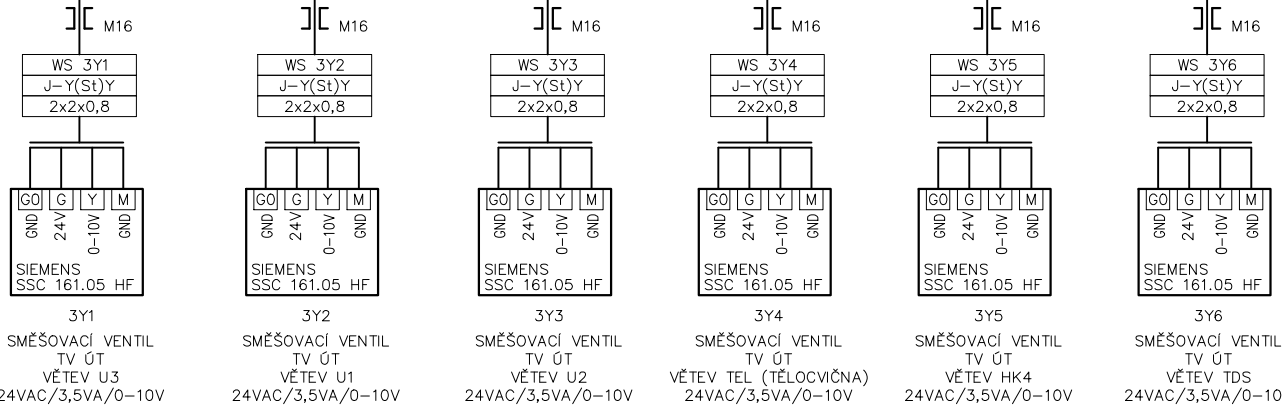 M16
WS 3Y1
J-Y(St)Y
2x2x0,8
G0 G Y M
GND 24V 0-10V GND
SIEMENS
SSC 161.05 HF
3Y1
SMĚŠOVACÍ VENTIL
TV ÚT
VĚTEV U3
24VAC/3,5VA/0-10V
M16
WS 3Y2
J-Y(St)Y
2x2x0,8
G0 G Y M
GND 24V 0-10V GND
SIEMENS
SSC 161.05 HF
3Y2
SMĚŠOVACÍ VENTIL
TV ÚT
VĚTEV U1
24VAC/3,5VA/0-10V
M16
WS 3Y3
J-Y(St)Y
2x2x0,8
G0 G Y M
GND 24V 0-10V GND
SIEMENS
SSC 161.05 HF
3Y3
SMĚŠOVACÍ VENTIL
TV ÚT
VĚTEV U2
24VAC/3,5VA/0-10V
M16
WS 3Y4
J-Y(St)Y
2x2x0,8
G0 G Y M
GND 24V 0-10V GND
SIEMENS
SSC 161.05 HF
3Y4
SMĚŠOVACÍ VENTIL
TV ÚT
VĚTEV TEL (TĚLOCVIČNA)
24VAC/3,5VA/0-10V
M16
WS 3Y5
J-Y(St)Y
2x2x0,8
G0 G Y M
GND 24V 0-10V GND
SIEMENS
SSC 161.05 HF
3Y5
SMĚŠOVACÍ VENTIL
TV ÚT
VĚTEV HK4
24VAC/3,5VA/0-10V
M16
WS 3Y6
J-Y(St)Y
2x2x0,8
G0 G Y M
GND 24V 0-10V GND
SIEMENS
SSC 161.05 HF
3Y6
SMĚŠOVACÍ VENTIL
TV ÚT
VĚTEV TDS
24VAC/3,5VA/0-10